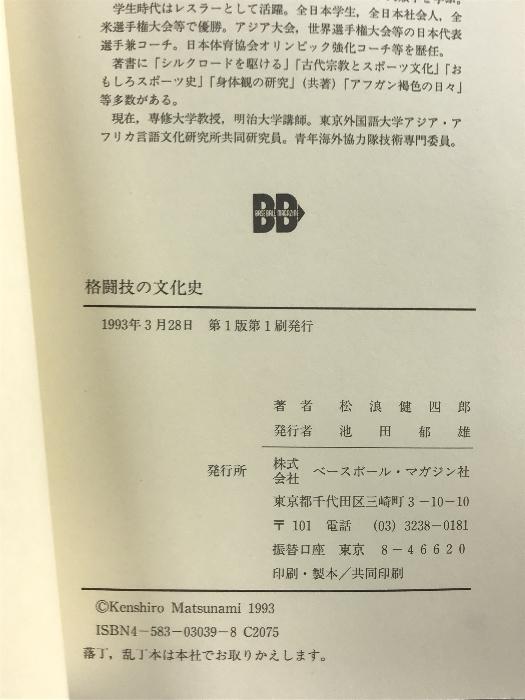 学生時代はレスラーとして活躍。全日本学生，全日本社会人，全
米選手権大会等で優勝。アジア大会，世界選手権大会等の日本代表
選手兼コーチ。日本体育協会オリンピック強化コーチ等を歴任。
著書に「シルクロードを駆ける」「古代宗教とスポーツ文化」「お
もしろスポーツ史」「身体観の研究」(共著)「アフガン褐色の日々」
等多数がある。
現在，専修大学教授，明治大学講師。東京外国語大学アジア・ア
フリカ言語文化研究所共同研究員。青年海外協力隊技術専門委員。
BB
BASEBALL MAGAZINE
格闘技の文化史
1993年3月28日 第1版第1刷発行
著者 松浪健四郎
発行者 池田郁雄
発行所 株式会社 ベースボール・マガジン社
東京都千代田区三崎町3-10-10
〒101 電話 (03) 3238-0181
振替口座 東京 8-46620
印刷・製本／共同印刷
©Kenshiro Matsunami 1993
ISBN4-583-03039-8 C2075
落丁，乱丁本は本社でお取りかえします。